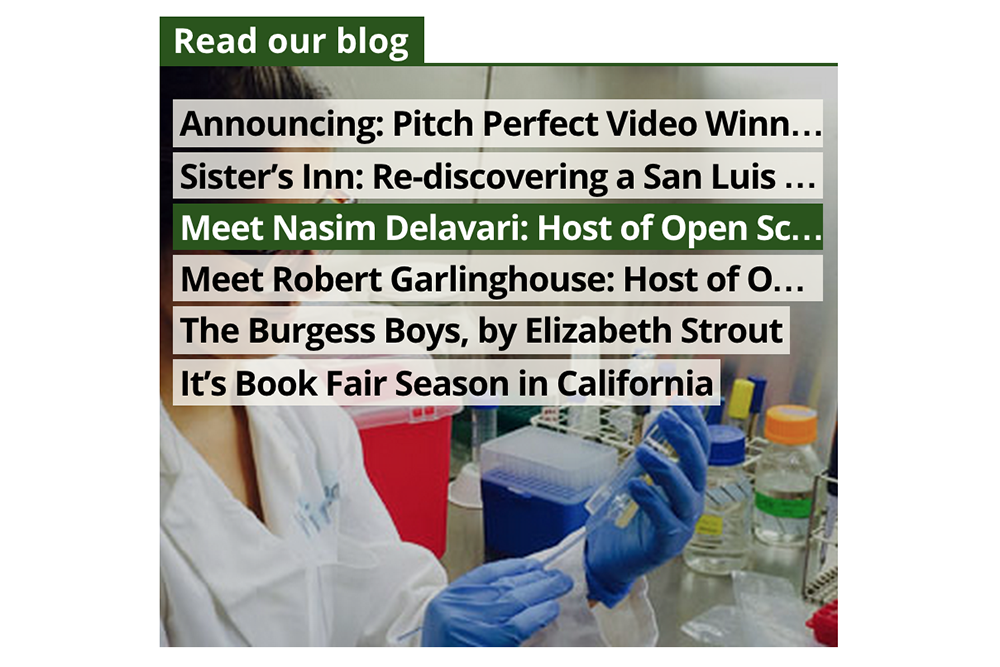 Read our blog
Announcing: Pitch Perfect Video Winn...
Sister’s Inn: Re-discovering a San Luis ...
Meet Nasim Delavari: Host of Open Sc...
Meet Robert Garlinghouse: Host of O...
The Burgess Boys, by Elizabeth Strout
It’s Book Fair Season in California